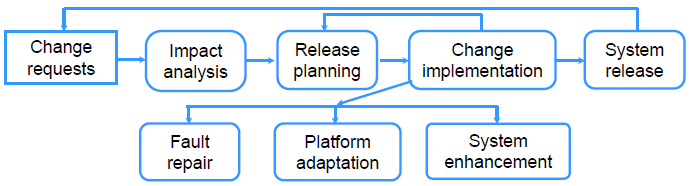 Change
requests
Impact
analysis
Release
planning
Change
implementation
System
release
Fault
repair
Platform
adaptation
System
enhancement